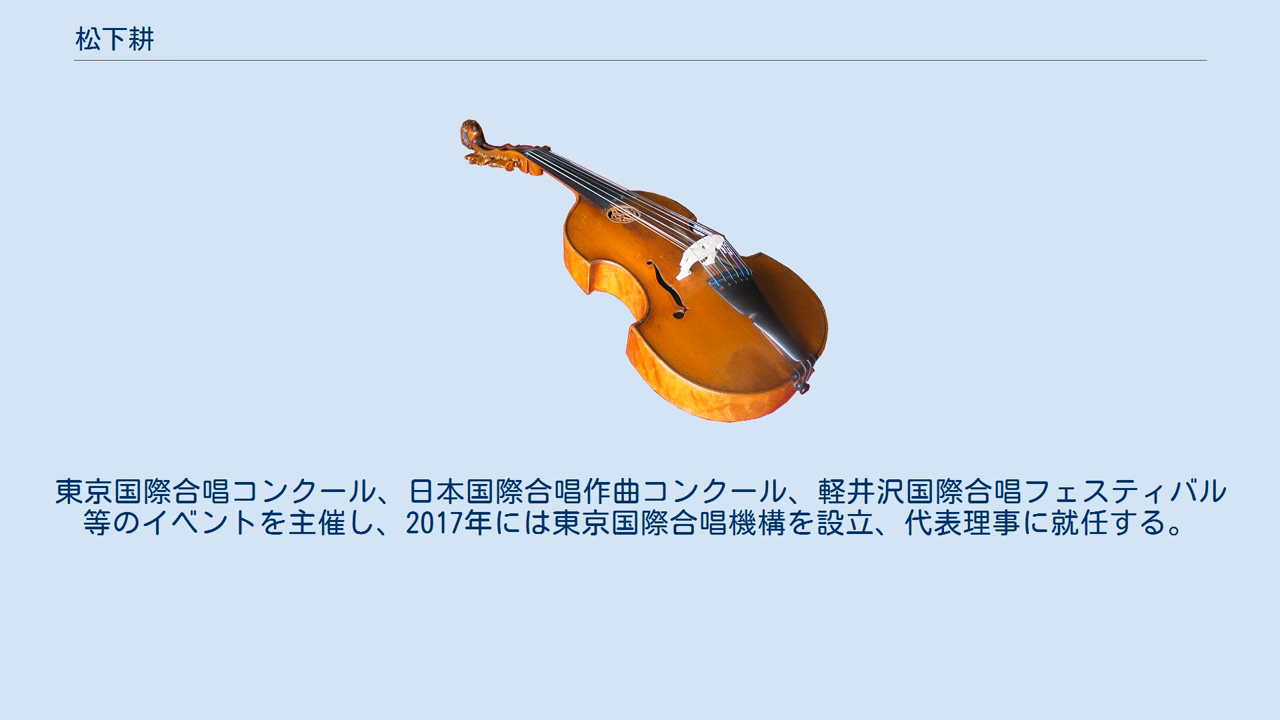 松下耕
東京国際合唱コンクール、日本国際合唱作曲コンクール、軽井沢国際合唱フェスティバル
等のイベントを主催し、2017年には東京国際合唱機構を設立、代表理事に就任する。